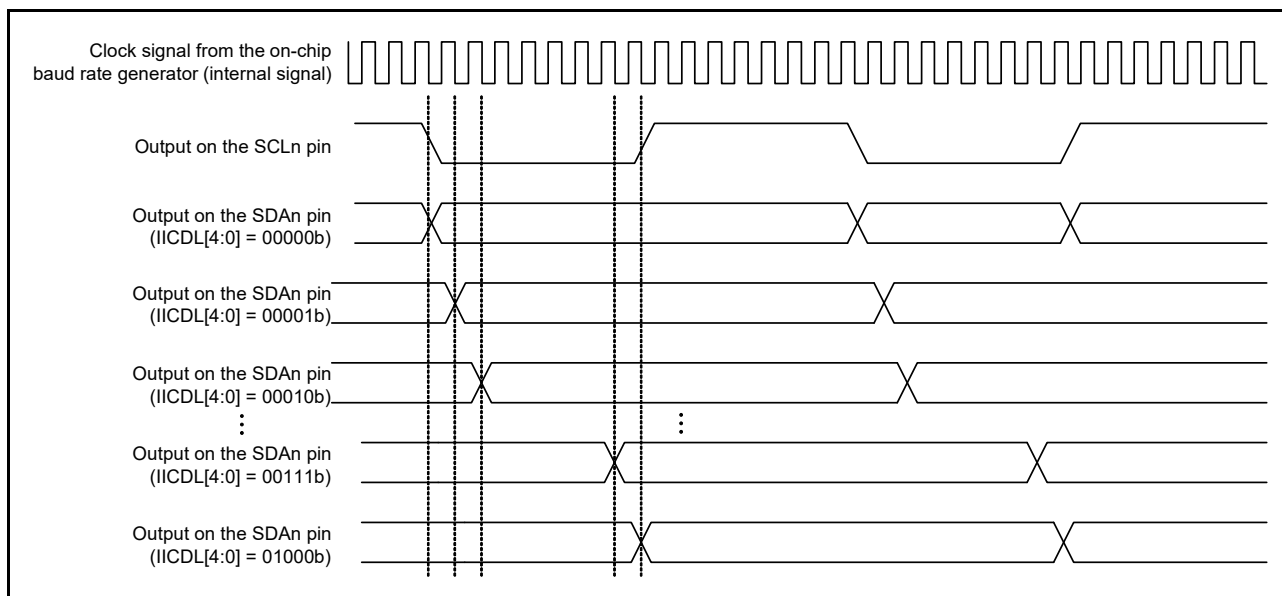 Clock signal from the on-chip
baud rate generator (internal signal)
Output on the SCLn pin
Output on the SDAn pin
(IICDL[4:0] = 00000b)
Output on the SDAn pin
(IICDL[4:0] = 00001b)
Output on the SDAn pin
(IICDL[4:0] = 00010b)
Output on the SDAn pin
(IICDL[4:0] = 00111b)
Output on the SDAn pin
(IICDL[4:0] = 01000b)